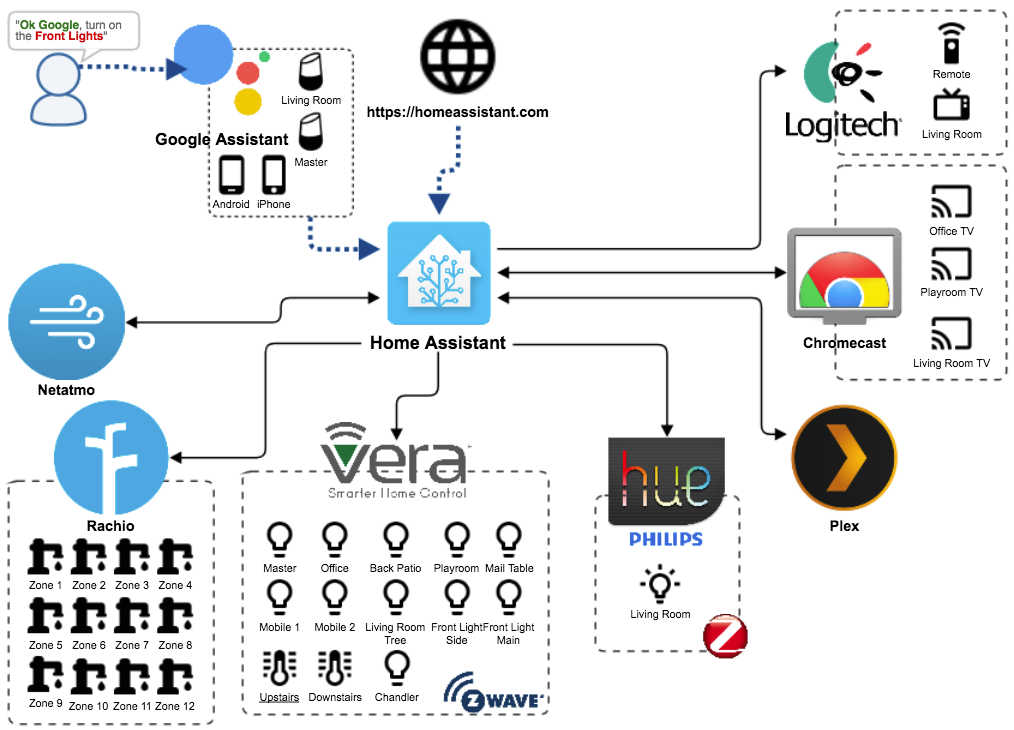 "Ok Google, turn on
the Front Lights"
Living Room
Google Assistant
Master
Android
iPhone
https://homeassistant.com
Logitech
Remote
Living Room
Office TV
Playroom TV
Living Room TV
Chromecast
Home Assistant
Netatmo
Rachio
Zone 1 Zone 2 Zone 3 Zone 4
Zone 5 Zone 6 Zone 7 Zone 8
Zone 9 Zone 10 Zone 11 Zone 12
vera
Smarter Home Control
Master Office Back Patio Playroom Mail Table
Mobile 1 Mobile 2 Living Room Front Light Front Light
Tree Side Main
Upstairs Downstairs Chandler
Z WAVE
hue
PHILIPS
Living Room
Plex